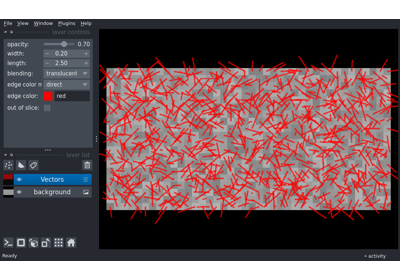 File View Window Plugins Help
layer controls
opacity: 0.70
width: 0.20
length: 2.50
blending: translucent
edge color m direct
edge color: red
out of slice:
layer list
Vectors
background
Ready
activity